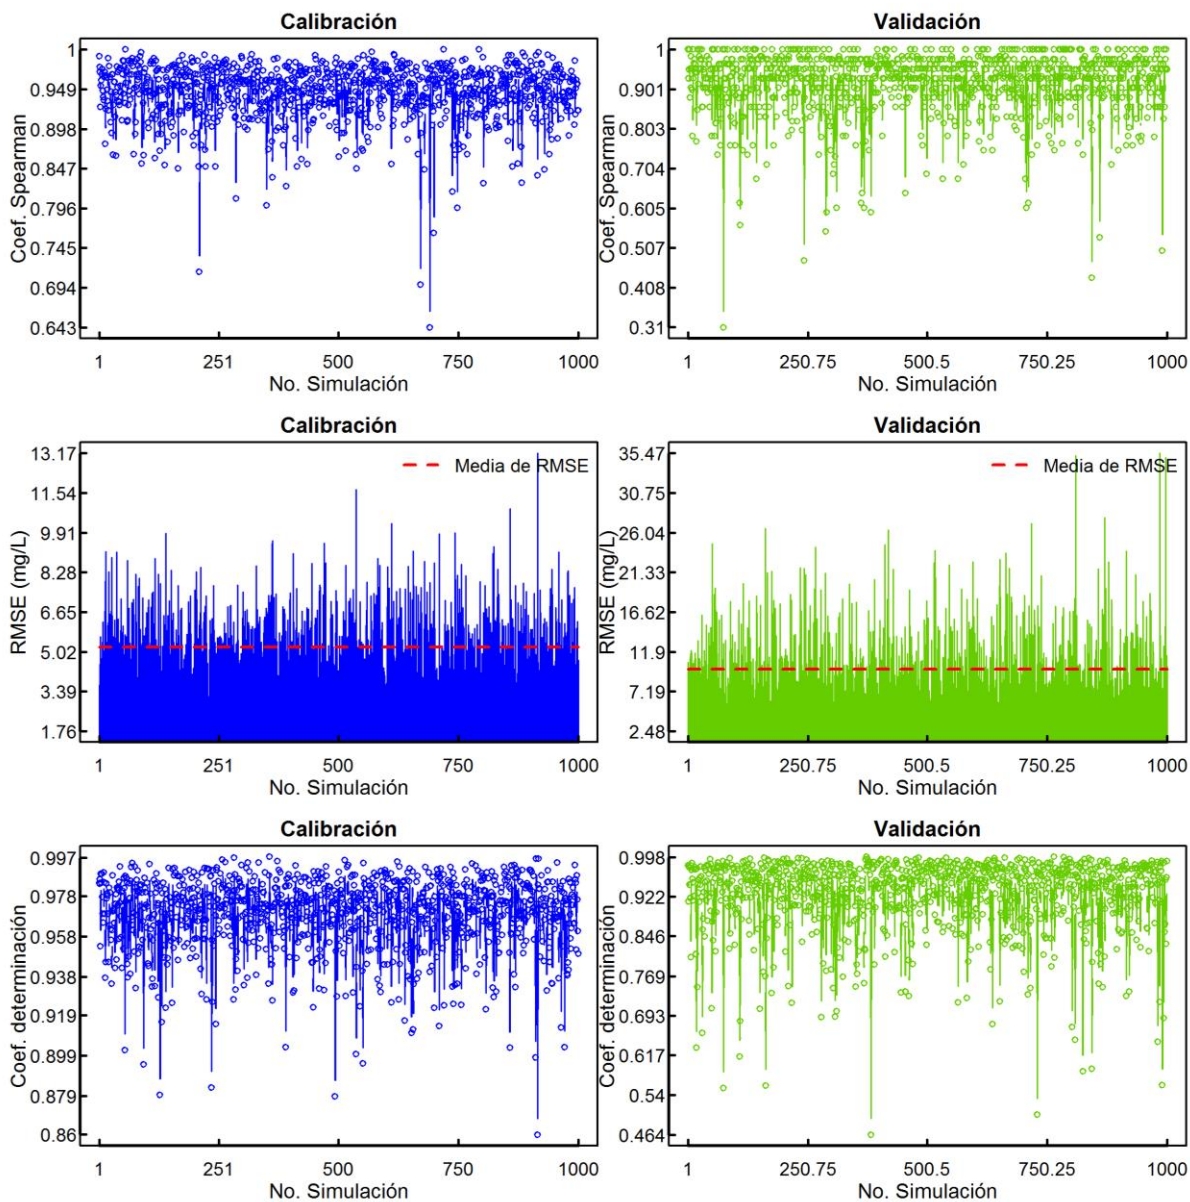 Calibración
Coef. Spearman
1
0.949
0.898
0.847
0.796
0.745
0.694
0.643
1 251 500 750 1000
No. Simulación
Validación
Coef. Spearman
1
0.901
0.803
0.704
0.605
0.507
0.408
0.31
1 250.75 500.5 750.25 1000
No. Simulación
Calibración
RMSE (mg/L)
13.17
11.54
9.91
8.28
6.65
5.02
3.39
1.76
Media de RMSE
1 251 500 750 1000
No. Simulación
Validación
RMSE (mg/L)
35.47
30.75
26.04
21.33
16.62
11.9
7.19
2.48
Media de RMSE
1 250.75 500.5 750.25 1000
No. Simulación
Calibración
Coef. determinación
0.997
0.978
0.958
0.938
0.919
0.899
0.879
0.86
1 251 500 750 1000
No. Simulación
Validación
Coef. determinación
0.998
0.922
0.846
0.769
0.693
0.617
0.54
0.464
1 250.75 500.5 750.25 1000
No. Simulación